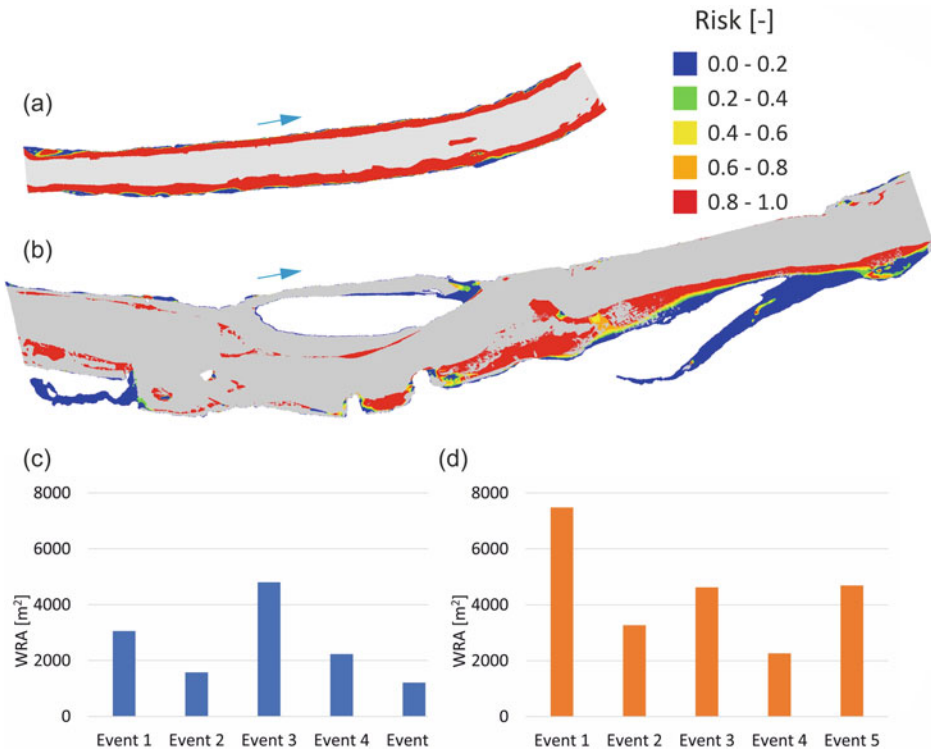 Risk [-]
0.0 - 0.2
0.2 - 0.4
0.4 - 0.6
0.6 - 0.8
0.8 - 1.0
(a)
(b)
(c)
8000
6000
4000
2000
0
WRA [m²]
Event 1 Event 2 Event 3 Event 4 Event
(d)
8000
6000
4000
2000
0
WRA [m²]
Event 1 Event 2 Event 3 Event 4 Event 5